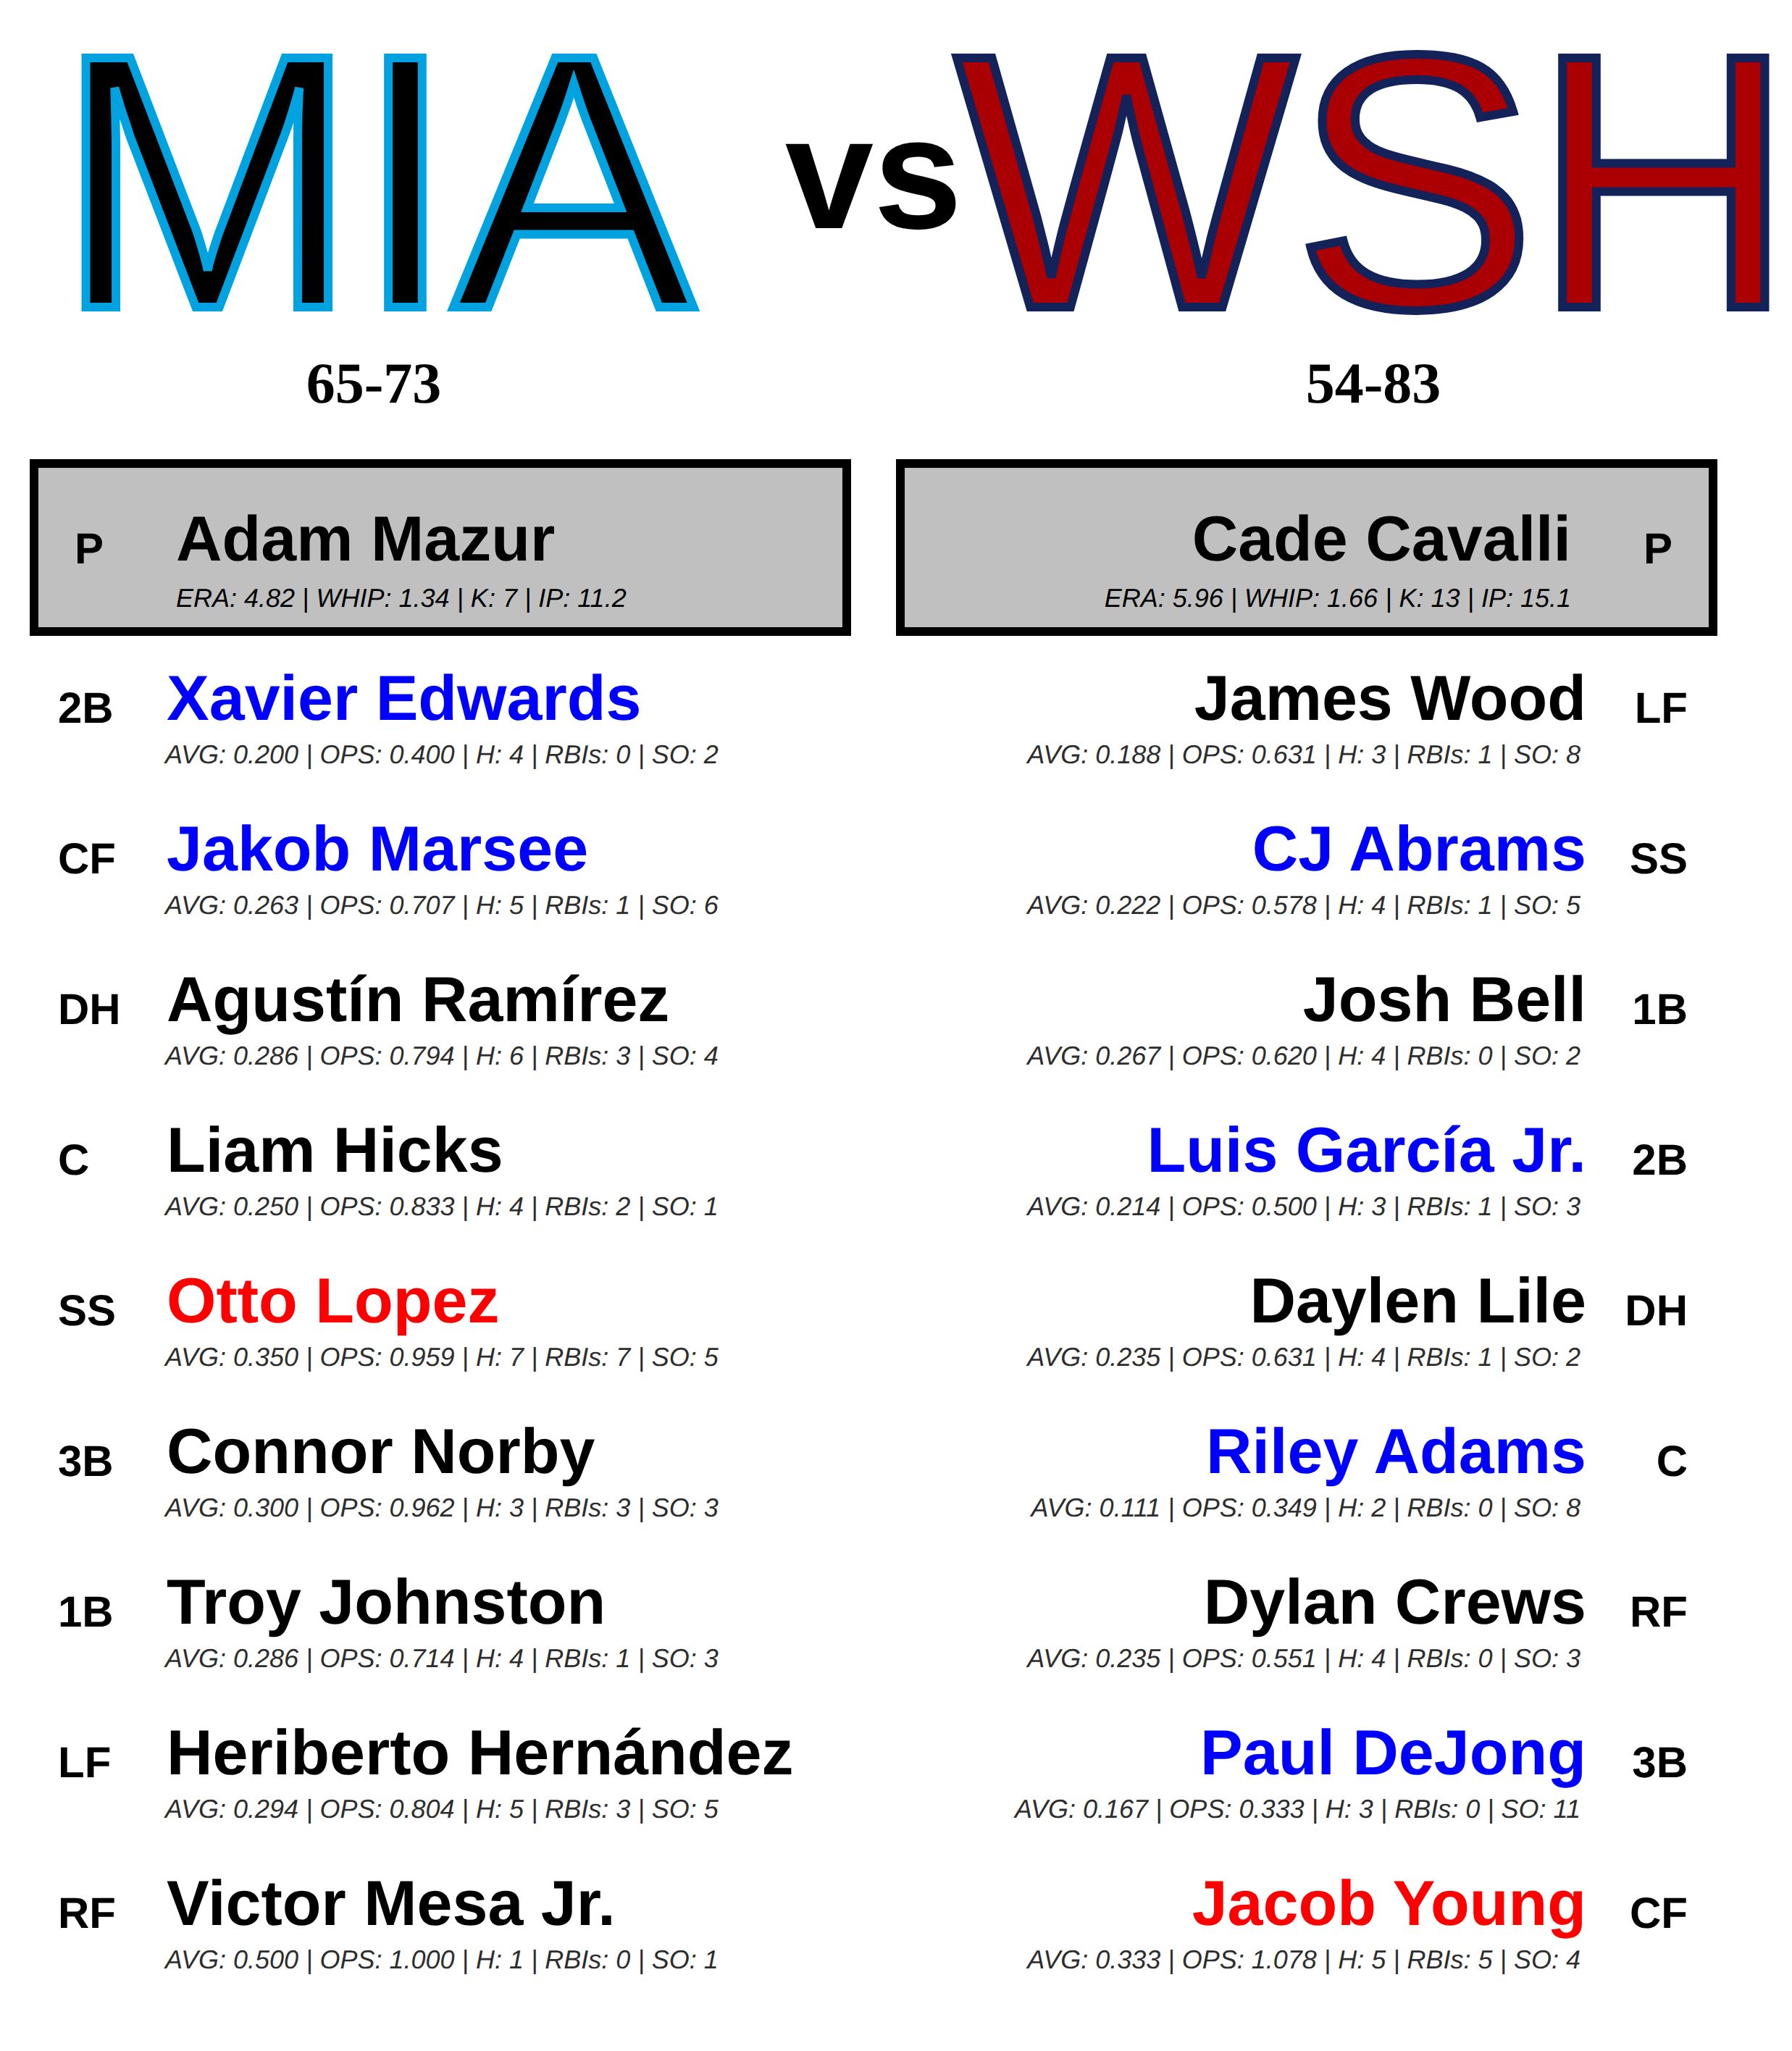 MIA vs WSH
65-73 54-83
P Adam Mazur
ERA: 4.82 | WHIP: 1.34 | K: 7 | IP: 11.2
Cade Cavalli P
ERA: 5.96 | WHIP: 1.66 | K: 13 | IP: 15.1
2B Xavier Edwards
AVG: 0.200 | OPS: 0.400 | H: 4 | RBIs: 0 | SO: 2
CF Jakob Marsee
AVG: 0.263 | OPS: 0.707 | H: 5 | RBIs: 1 | SO: 6
DH Agustín Ramírez
AVG: 0.286 | OPS: 0.794 | H: 6 | RBIs: 3 | SO: 4
C Liam Hicks
AVG: 0.250 | OPS: 0.833 | H: 4 | RBIs: 2 | SO: 1
SS Otto Lopez
AVG: 0.350 | OPS: 0.959 | H: 7 | RBIs: 7 | SO: 5
3B Connor Norby
AVG: 0.300 | OPS: 0.962 | H: 3 | RBIs: 3 | SO: 3
1B Troy Johnston
AVG: 0.286 | OPS: 0.714 | H: 4 | RBIs: 1 | SO: 3
LF Heriberto Hernández
AVG: 0.294 | OPS: 0.804 | H: 5 | RBIs: 3 | SO: 5
RF Victor Mesa Jr.
AVG: 0.500 | OPS: 1.000 | H: 1 | RBIs: 0 | SO: 1
James Wood LF
AVG: 0.188 | OPS: 0.631 | H: 3 | RBIs: 1 | SO: 8
CJ Abrams SS
AVG: 0.222 | OPS: 0.578 | H: 4 | RBIs: 1 | SO: 5
Josh Bell 1B
AVG: 0.267 | OPS: 0.620 | H: 4 | RBIs: 0 | SO: 2
Luis García Jr. 2B
AVG: 0.214 | OPS: 0.500 | H: 3 | RBIs: 1 | SO: 3
Daylen Lile DH
AVG: 0.235 | OPS: 0.631 | H: 4 | RBIs: 1 | SO: 2
Riley Adams C
AVG: 0.111 | OPS: 0.349 | H: 2 | RBIs: 0 | SO: 8
Dylan Crews RF
AVG: 0.235 | OPS: 0.551 | H: 4 | RBIs: 0 | SO: 3
Paul DeJong 3B
AVG: 0.167 | OPS: 0.333 | H: 3 | RBIs: 0 | SO: 11
Jacob Young CF
AVG: 0.333 | OPS: 1.078 | H: 5 | RBIs: 5 | SO: 4